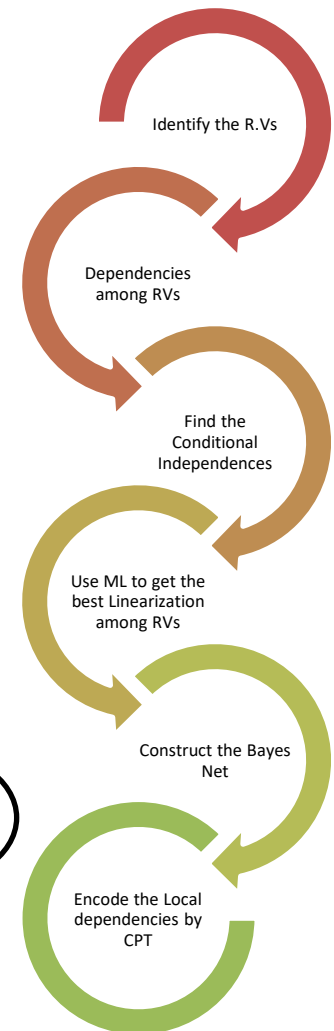 Identify the R.Vs
Dependencies
among RVs
Find the
Conditional
Independences
Use ML to get the
best Linearization
among RVs
Construct the Bayes
Net
Encode the Local
dependencies by
CPT